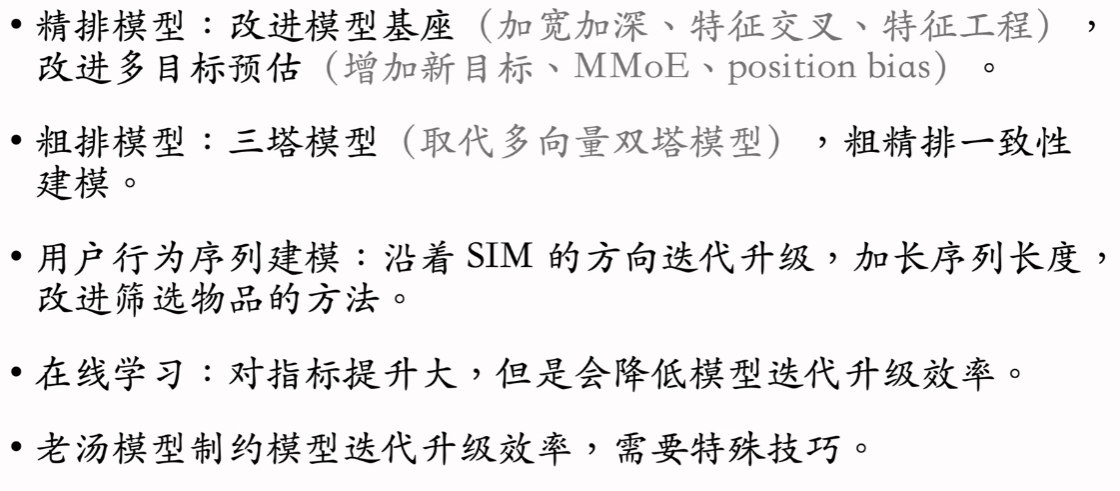 • 精排模型：改进模型基座（加宽加深、特征交叉、特征工程），
改进多目标预估（增加新目标、MMoE、position bias）。
• 粗排模型：三塔模型（取代多向量双塔模型），粗精排一致性
建模。
• 用户行为序列建模：沿着 SIM 的方向迭代升级，加长序列长度，
改进筛选物品的方法。
• 在线学习：对指标提升大，但是会降低模型迭代升级效率。
• 老汤模型制约模型迭代升级效率，需要特殊技巧。